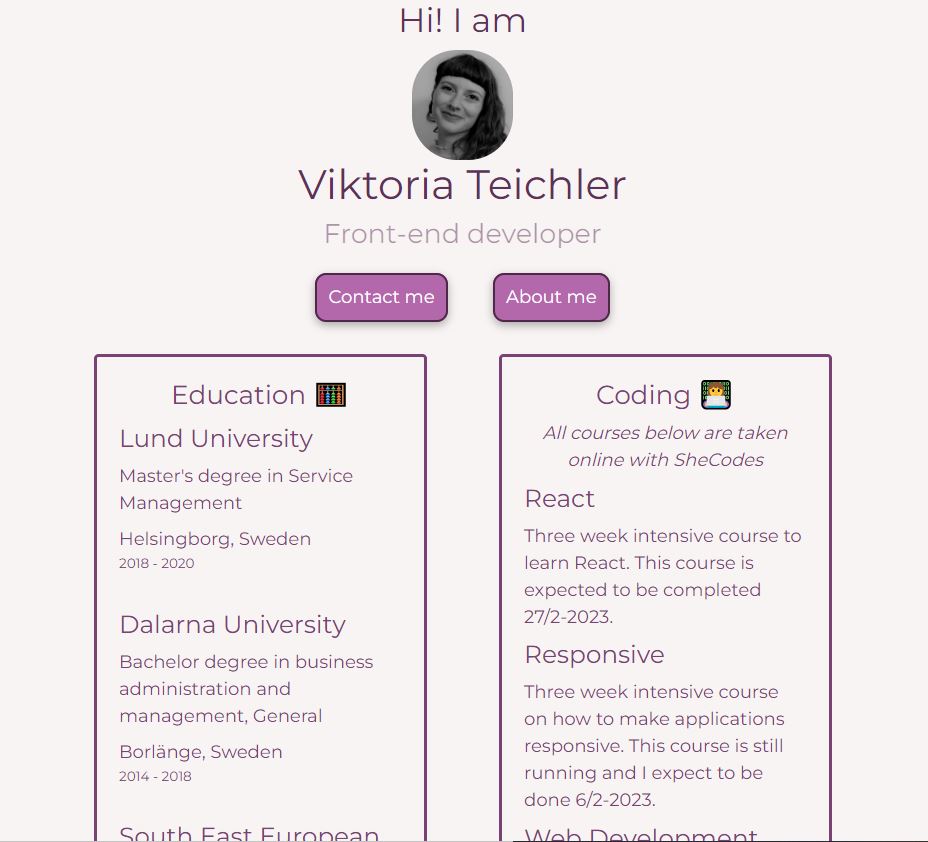 Hi! I am
Viktoria Teichler
Front-end developer
Contact me
About me
Education
Lund University
Master's degree in Service
Management
Helsingborg, Sweden
2018 - 2020
Dalarna University
Bachelor degree in business
administration and
management, General
Borlänge, Sweden
2014 - 2018
South East European
Coding
All courses below are taken
online with SheCodes
React
Three week intensive course to
learn React. This course is
expected to be completed
27/2-2023.
Responsive
Three week intensive course
on how to make applications
responsive. This course is still
running and I expect to be
done 6/2-2023.
Web Development